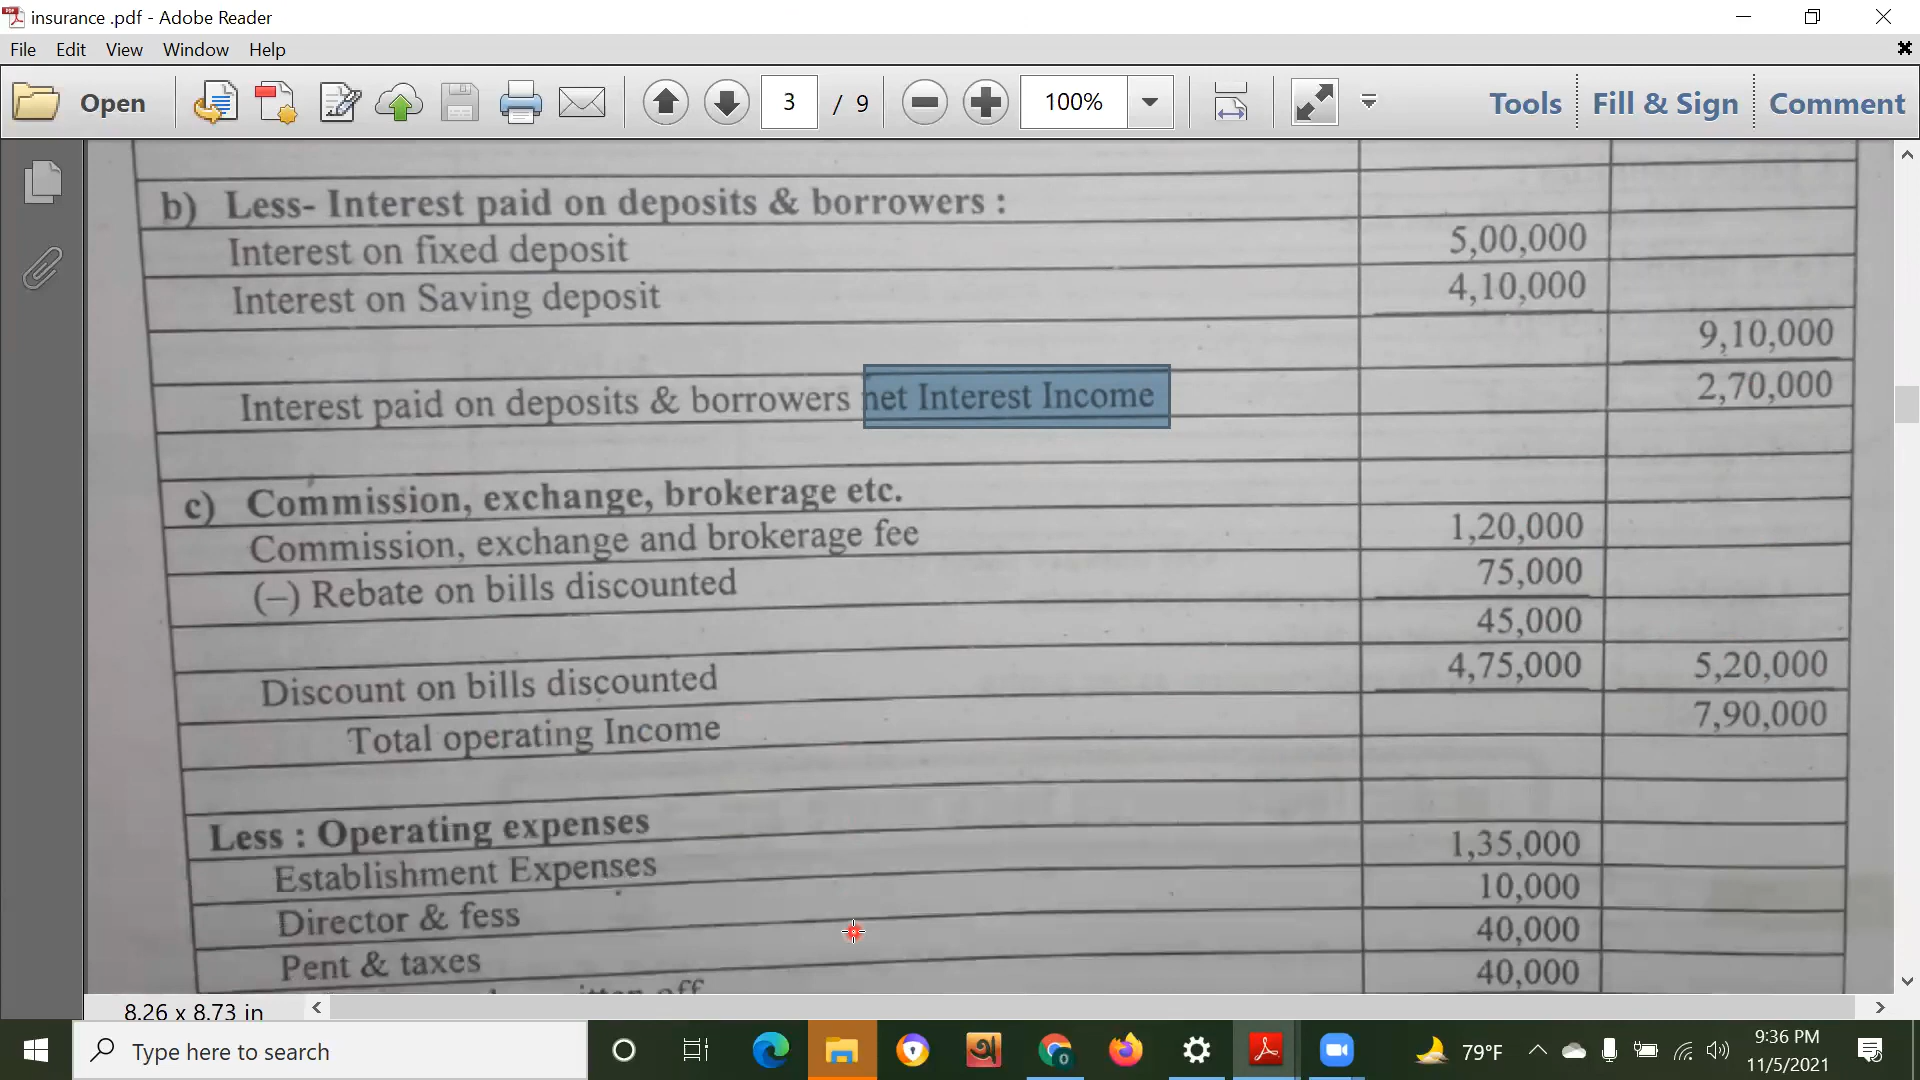 insurance .pdf - Adobe Reader
File Edit View Window Help
Open 3 / 9 100% Tools Fill & Sign Comment
b) Less- Interest paid on deposits & borrowers :
Interest on fixed deposit 5,00,000
Interest on Saving deposit 4,10,000
9,10,000
Interest paid on deposits & borrowers net Interest Income 2,70,000
c) Commission, exchange, brokerage etc.
Commission, exchange and brokerage fee 1,20,000
(–) Rebate on bills discounted 75,000
45,000
Discount on bills discounted 4,75,000 5,20,000
Total operating Income 7,90,000
Less : Operating expenses
Establishment Expenses 1,35,000
Director & fess 10,000
Pent & taxes 40,000
off 40,000
8.26 x 8.73 in
Type here to search 79°F 9:36 PM
11/5/2021